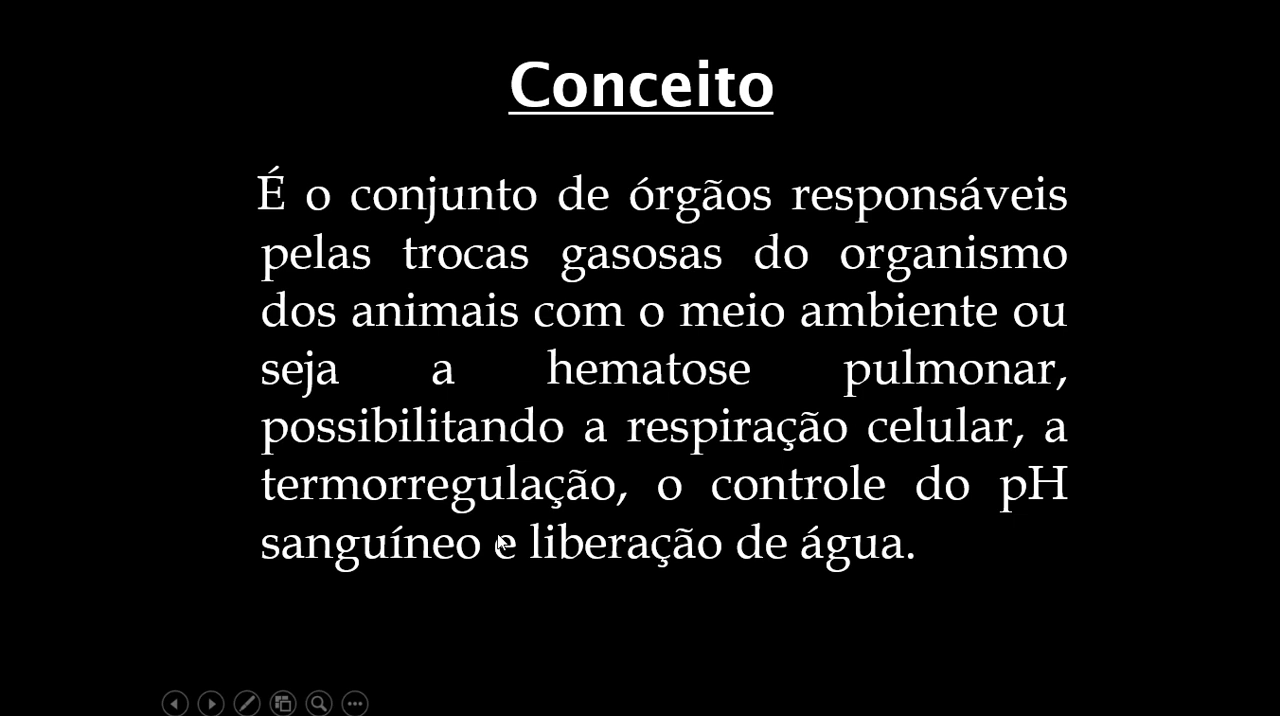 Conceito
É o conjunto de órgãos responsáveis
pelas trocas gasosas do organismo
dos animais com o meio ambiente ou
seja a hematose pulmonar,
possibilitando a respiração celular, a
termorregulação, o controle do pH
sanguíneo e liberação de água.